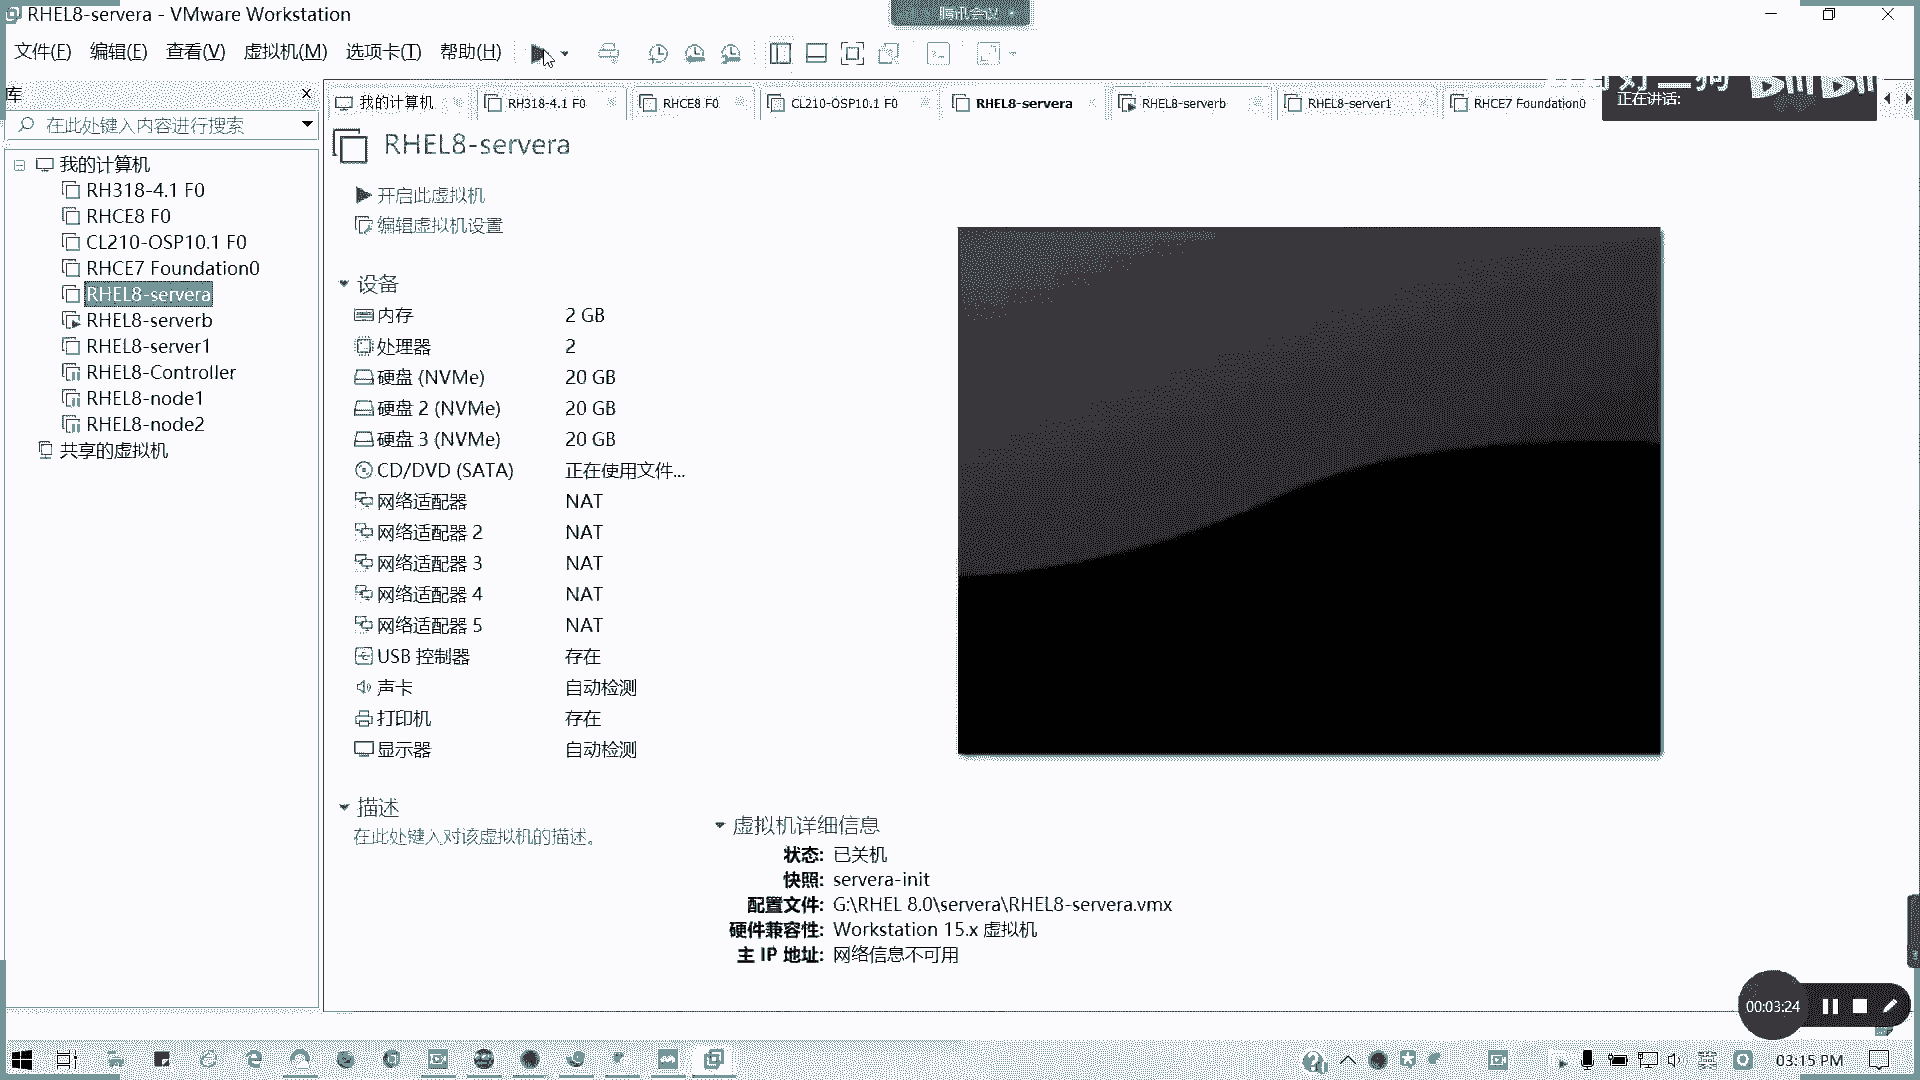 RHEL8-servera - VMware Workstation
腾讯会议
文件(F) 编辑(E) 查看(V) 虚拟机(M) 选项卡(T) 帮助(H)
库
在此处键入内容进行搜索
我的计算机
RH318-4.1 F0
RHCE8 F0
CL210-OSP10.1 F0
RHCE7 Foundation0
RHEL8-servera
RHEL8-serverb
RHEL8-server1
RHEL8-Controller
RHEL8-node1
RHEL8-node2
共享的虚拟机
我的计算机 RH318-4.1 F0 RHCE8 F0 CL210-OSP10.1 F0 RHEL8-servera RHEL8-serverb RHEL8-server1 RHCE7 Foundation0
正在讲话:
RHEL8-servera
开启此虚拟机
编辑虚拟机设置
设备
内存 2 GB
处理器 2
硬盘 (NVMe) 20 GB
硬盘 2 (NVMe) 20 GB
硬盘 3 (NVMe) 20 GB
CD/DVD (SATA) 正在使用文件...
网络适配器 NAT
网络适配器 2 NAT
网络适配器 3 NAT
网络适配器 4 NAT
网络适配器 5 NAT
USB 控制器 存在
声卡 自动检测
打印机 存在
显示器 自动检测
描述
在此处键入对该虚拟机的描述。
虚拟机详细信息
状态: 已关机
快照: servera-init
配置文件: G:\RHEL 8.0\servera\RHEL8-servera.vmx
硬件兼容性: Workstation 15.x 虚拟机
主 IP 地址: 网络信息不可用
00:03:24
英
03:15 PM